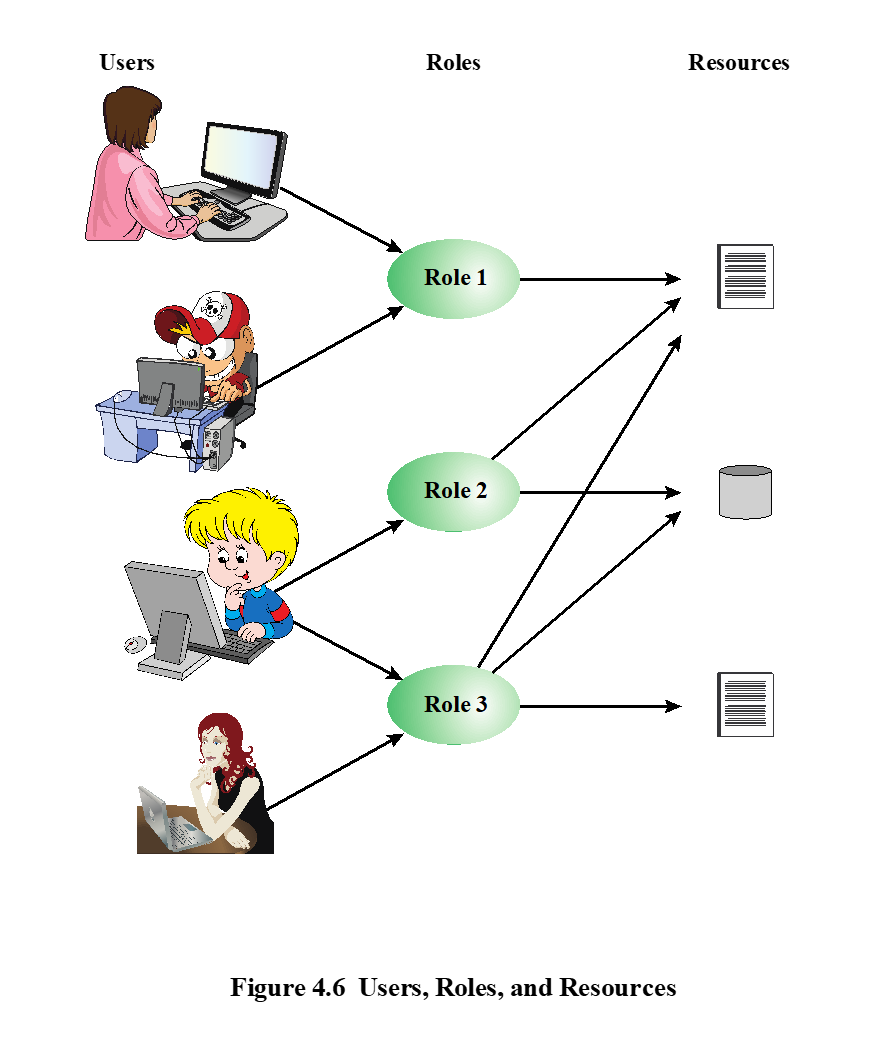 Users Roles Resources
Role 1
Role 2
Role 3
Figure 4.6 Users, Roles, and Resources